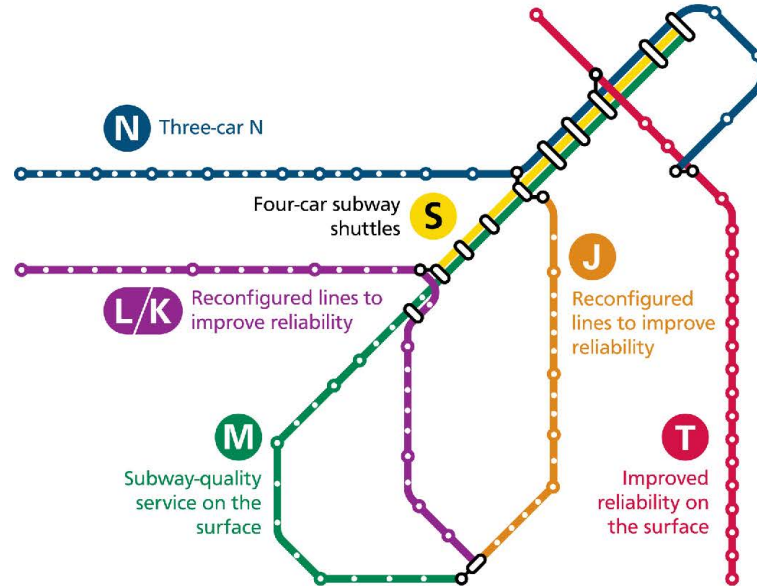 N
Three-car N
Four-car subway
shuttles
S
L/K
Reconfigured lines to
improve reliability
J
Reconfigured
lines to improve
reliability
M
Subway-quality
service on the
surface
T
Improved
reliability on
the surface